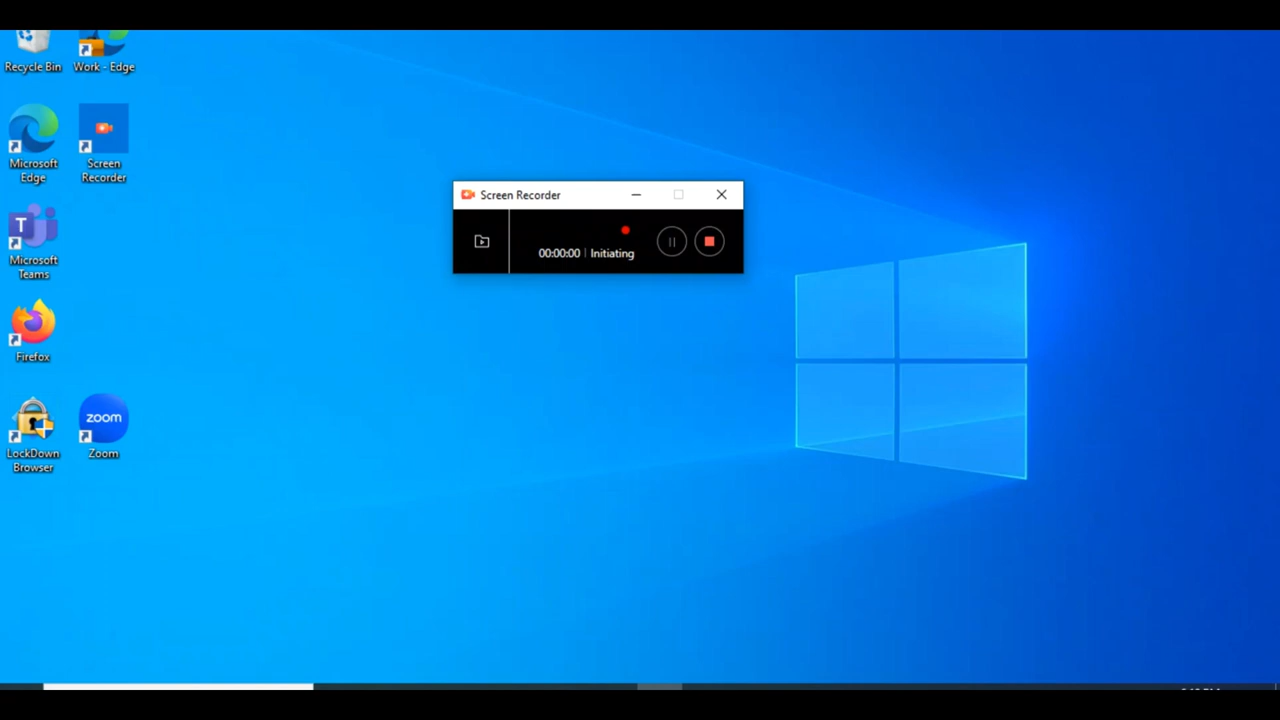 Recycle Bin
Work - Edge
Microsoft
Edge
Screen
Recorder
T
Microsoft
Teams
Firefox
LockDown
Browser
zoom
Zoom
Screen Recorder
00:00:00 | Initiating